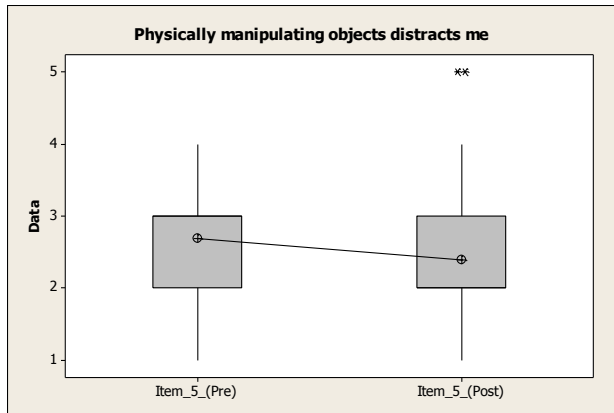 Physically manipulating objects distracts me
5
4
3
2
1
Data
Item_5_(Pre)
Item_5_(Post)